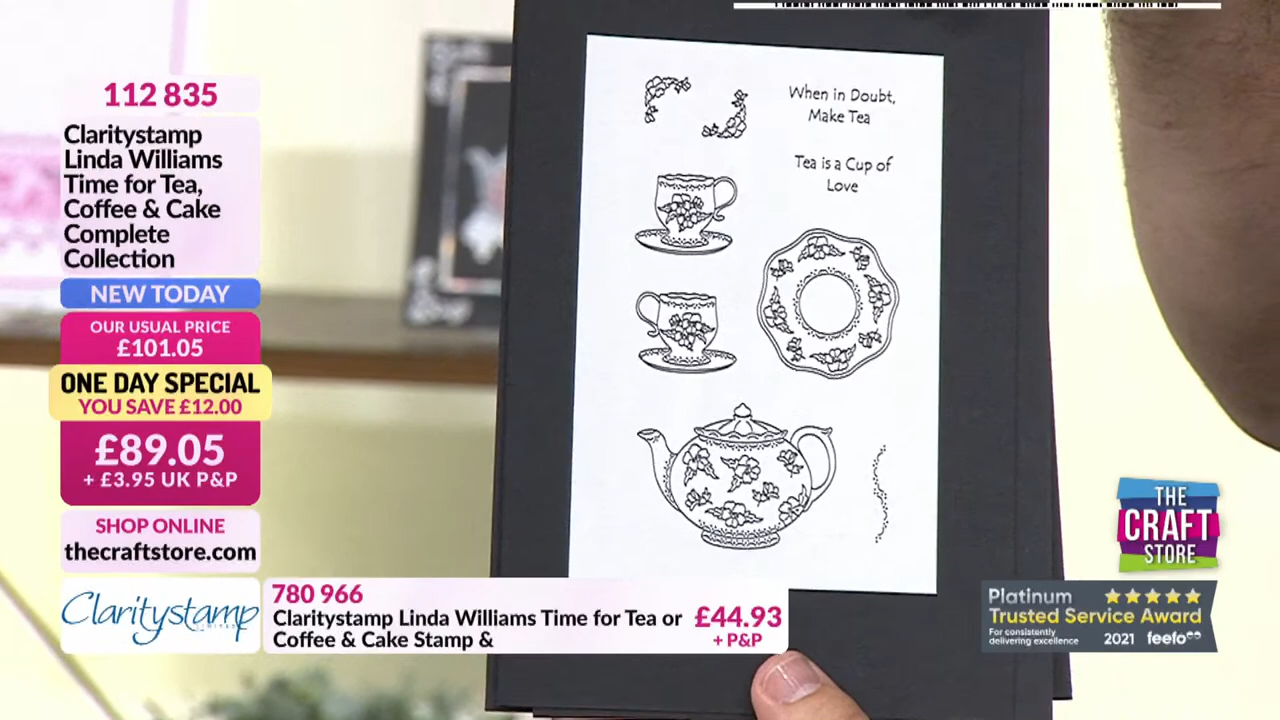 112 835
Claritystamp
Linda Williams
Time for Tea,
Coffee & Cake
Complete
Collection
NEW TODAY
OUR USUAL PRICE
£101.05
ONE DAY SPECIAL
YOU SAVE £12.00
£89.05
+ £3.95 UK P&P
SHOP ONLINE
thecraftstore.com
When in Doubt,
Make Tea
Tea is a Cup of
Love
Claritystamp
LIMITED
780 966
Claritystamp Linda Williams Time for Tea or
Coffee & Cake Stamp &
£44.93
+ P&P
THE
CRAFT
STORE
Platinum
Trusted Service Award
For consistently
delivering excellence
2021 feefo